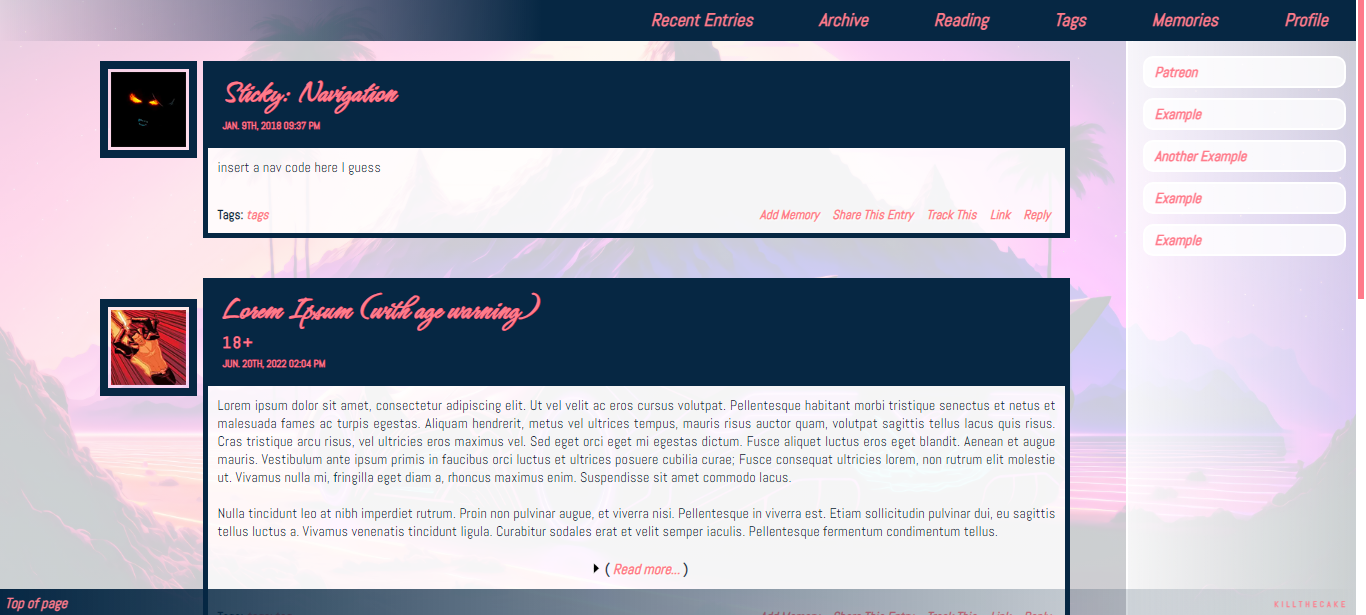 Recent Entries Archive Reading Tags Memories Profile
Patreon
Example
Another Example
Example
Example
Sticky: Navigation
JAN. 9TH, 2018 09:37 PM
insert a nav code here I guess
Tags: tags Add Memory Share This Entry Track This Link Reply
Lorem Ipsum (with age warning)
18+
JUN. 20TH, 2022 02:04 PM
Lorem ipsum dolor sit amet, consectetur adipiscing elit. Ut vel velit ac eros cursus volutpat. Pellentesque habitant morbi tristique senectus et netus et
malesuada fames ac turpis egestas. Aliquam hendrerit, metus vel ultrices tempus, mauris risus auctor quam, volutpat sagittis tellus lacus quis risus.
Cras tristique arcu risus, vel ultricies eros maximus vel. Sed eget orci eget mi egestas dictum. Fusce aliquet luctus eros eget blandit. Aenean et augue
mauris. Vestibulum ante ipsum primis in faucibus orci luctus et ultrices posuere cubilia curae; Fusce consequat ultricies lorem, non rutrum elit molestie
ut. Vivamus nulla mi, fringilla eget diam a, rhoncus maximus enim. Suspendisse sit amet commodo lacus.
Nulla tincidunt leo at nibh imperdiet rutrum. Proin non pulvinar augue, et viverra nisi. Pellentesque in viverra est. Etiam sollicitudin pulvinar dui, eu sagittis
tellus luctus a. Vivamus venenatis tincidunt ligula. Curabitur sodales erat et velit semper iaculis. Pellentesque fermentum condimentum tellus.
( Read more... )
Add Memory Share This Entry Track This Link Reply
Top of page KILLTHECAKE